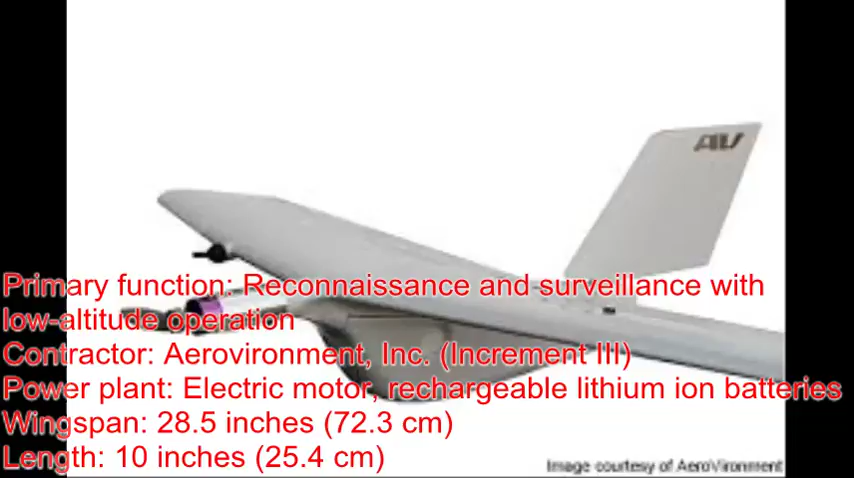 AV
Primary function: Reconnaissance and surveillance with
low-altitude operation
Contractor: Aerovironment, Inc. (Increment III)
Power plant: Electric motor, rechargeable lithium ion batteries
Wingspan: 28.5 inches (72.3 cm)
Length: 10 inches (25.4 cm)
Image courtesy of AeroVironment